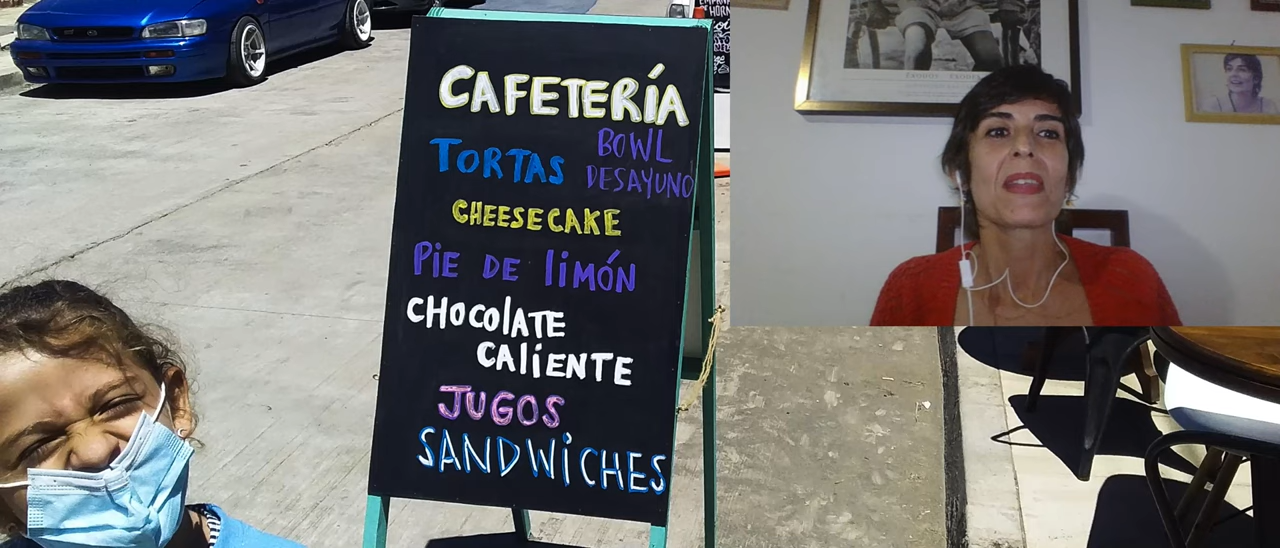 CAFETERÍA
TORTAS
BOWL
DESAYUNO
CHEESECAKE
PIE DE LIMÓN
CHOCOLATE
CALIENTE
JUGOS
SANDWICHES